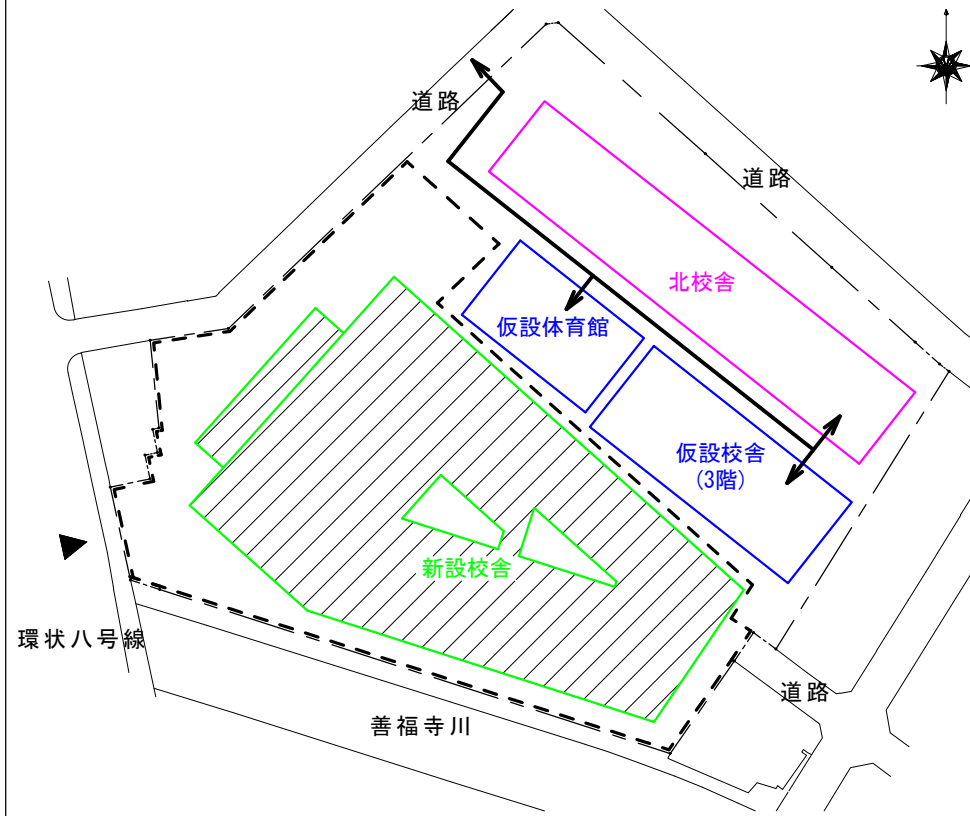 道路
道路
北校舎
仮設体育館
仮設校舎
(3階)
新設校舎
環状八号線
道路
善福寺川